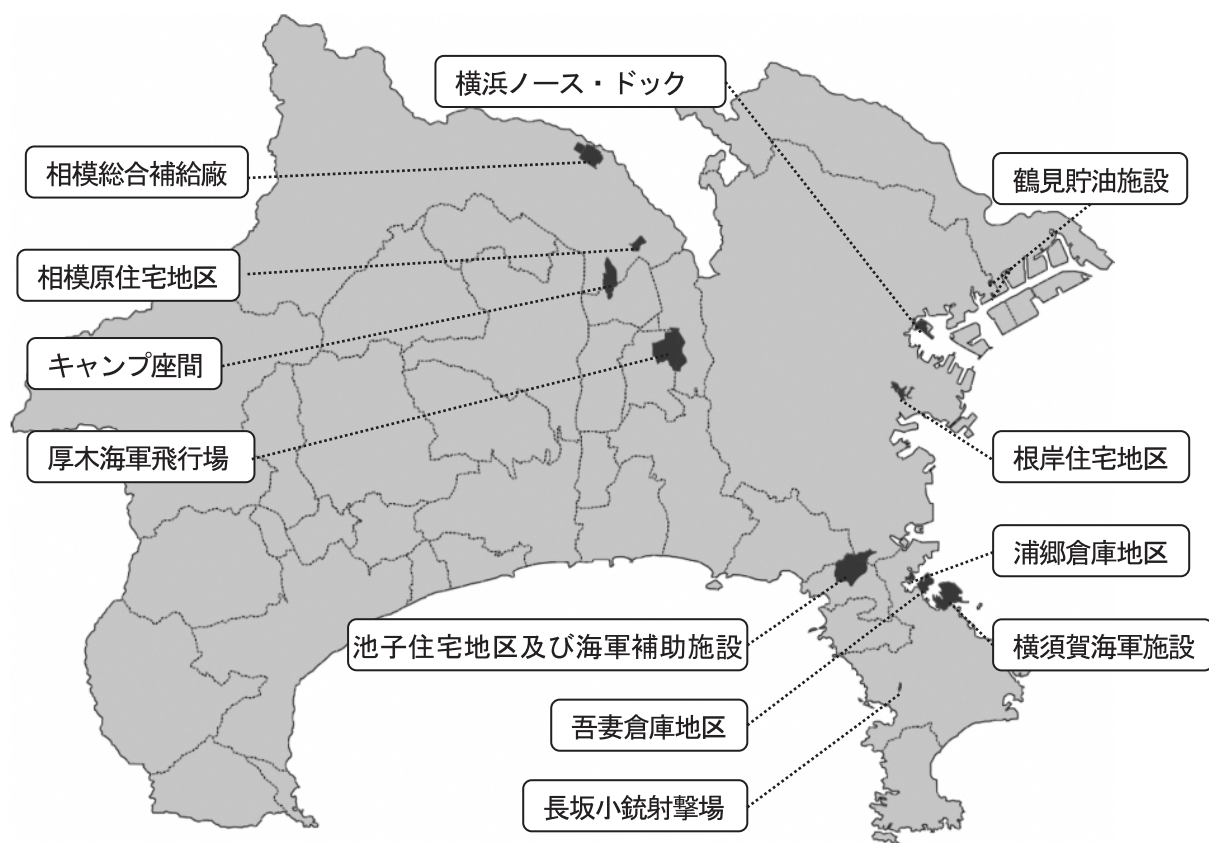 横浜ノース・ドック
相模総合補給廠
鶴見貯油施設
相模原住宅地区
キャンプ座間
厚木海軍飛行場
根岸住宅地区
浦郷倉庫地区
池子住宅地区及び海軍補助施設
横須賀海軍施設
吾妻倉庫地区
長坂小銃射撃場